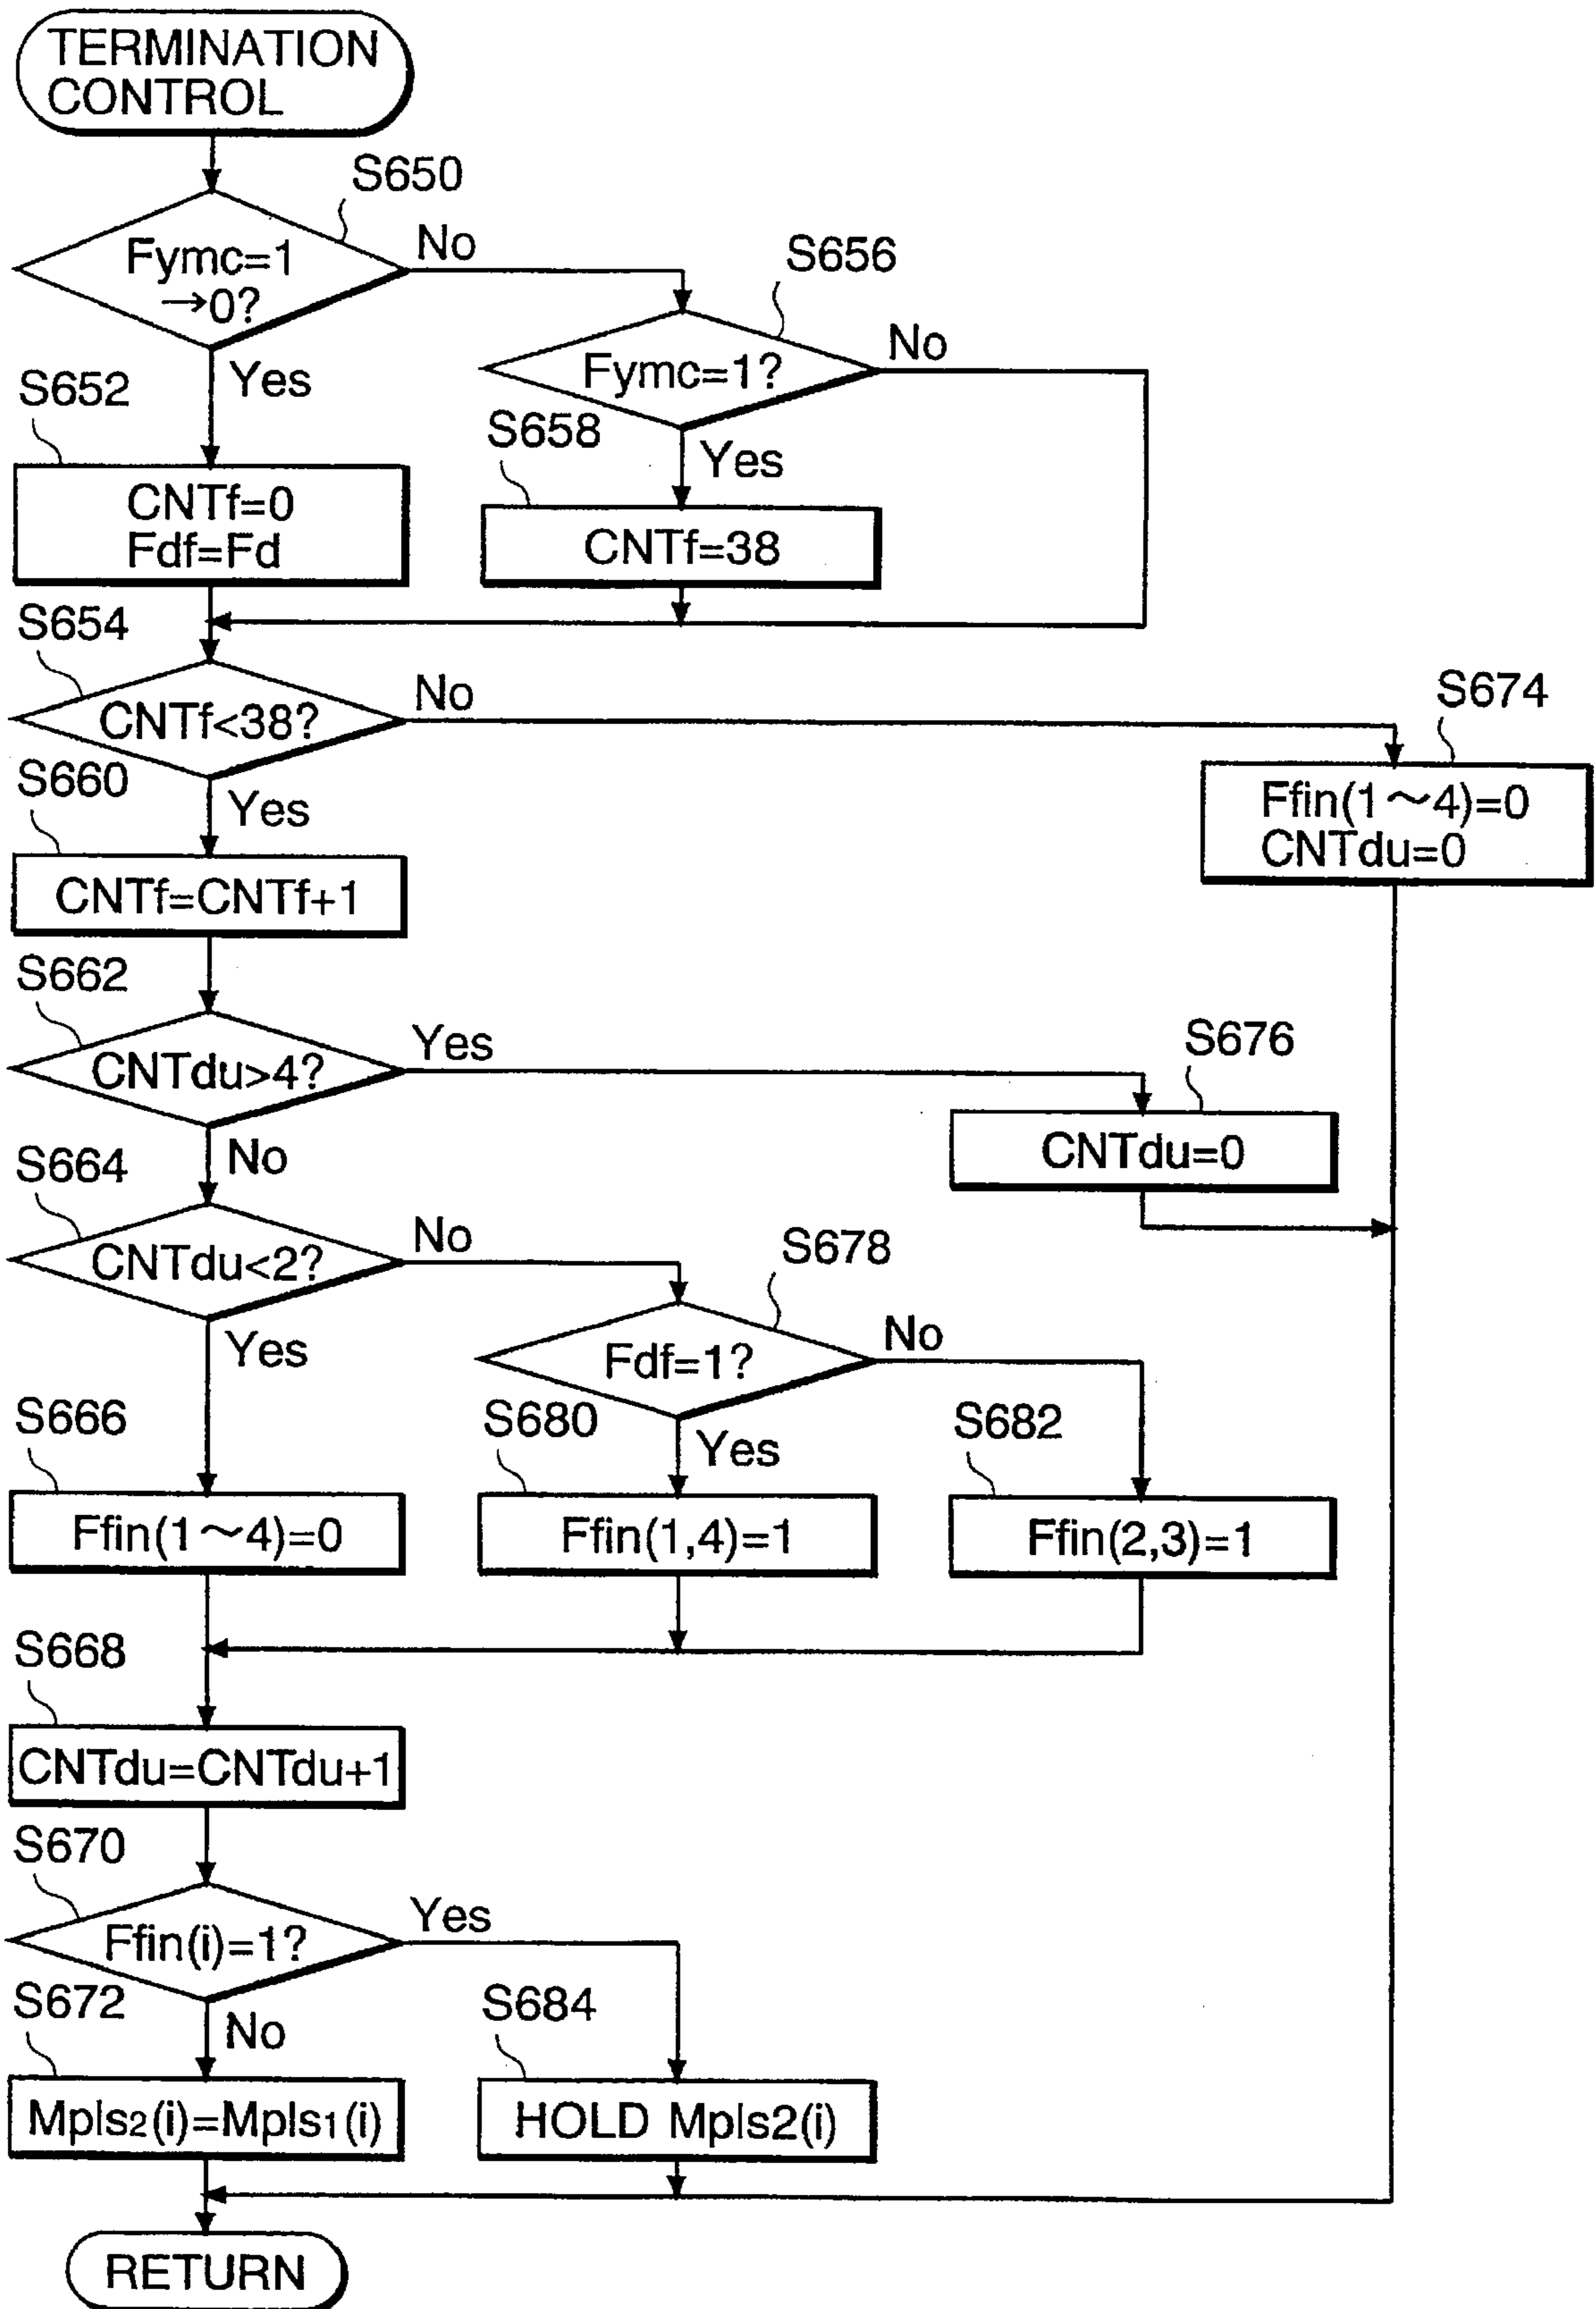 TERMINATION
CONTROL
S650
Fymc=1
→0?
No
Yes
S656
Fymc=1?
No
Yes
S652
CNTf=0
Fdf=Fd
S658
CNTf=38
S654
CNTf<38?
No
Yes
S674
Ffin(1～4)=0
CNTdu=0
S660
CNTf=CNTf+1
S662
CNTdu>4?
Yes
No
S676
CNTdu=0
S664
CNTdu<2?
No
Yes
S678
Fdf=1?
No
Yes
S666
Ffin(1～4)=0
S680
Ffin(1,4)=1
S682
Ffin(2,3)=1
S668
CNTdu=CNTdu+1
S670
Ffin(i)=1?
Yes
No
S672
Mpls2(i)=Mpls1(i)
S684
HOLD Mpls2(i)
RETURN